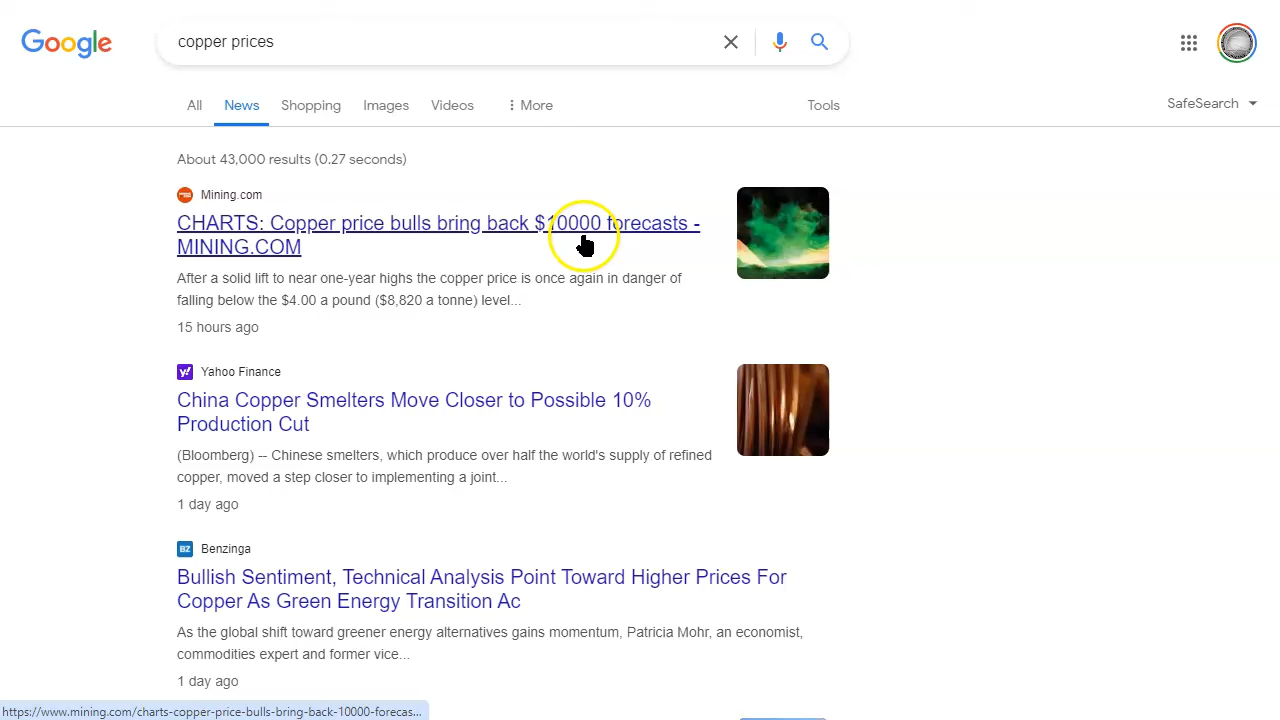 Google
copper prices
All
News
Shopping
Images
Videos
More
Tools
SafeSearch
About 43,000 results (0.27 seconds)
Mining.com
CHARTS: Copper price bulls bring back $10000 forecasts -
MINING.COM
After a solid lift to near one-year highs the copper price is once again in danger of
falling below the $4.00 a pound ($8,820 a tonne) level...
15 hours ago
y!
Yahoo Finance
China Copper Smelters Move Closer to Possible 10%
Production Cut
(Bloomberg) -- Chinese smelters, which produce over half the world's supply of refined
copper, moved a step closer to implementing a joint...
1 day ago
BZ
Benzinga
Bullish Sentiment, Technical Analysis Point Toward Higher Prices For
Copper As Green Energy Transition Ac
As the global shift toward greener energy alternatives gains momentum, Patricia Mohr, an economist,
commodities expert and former vice...
1 day ago
https://www.mining.com/charts-copper-price-bulls-bring-back-10000-forecas...